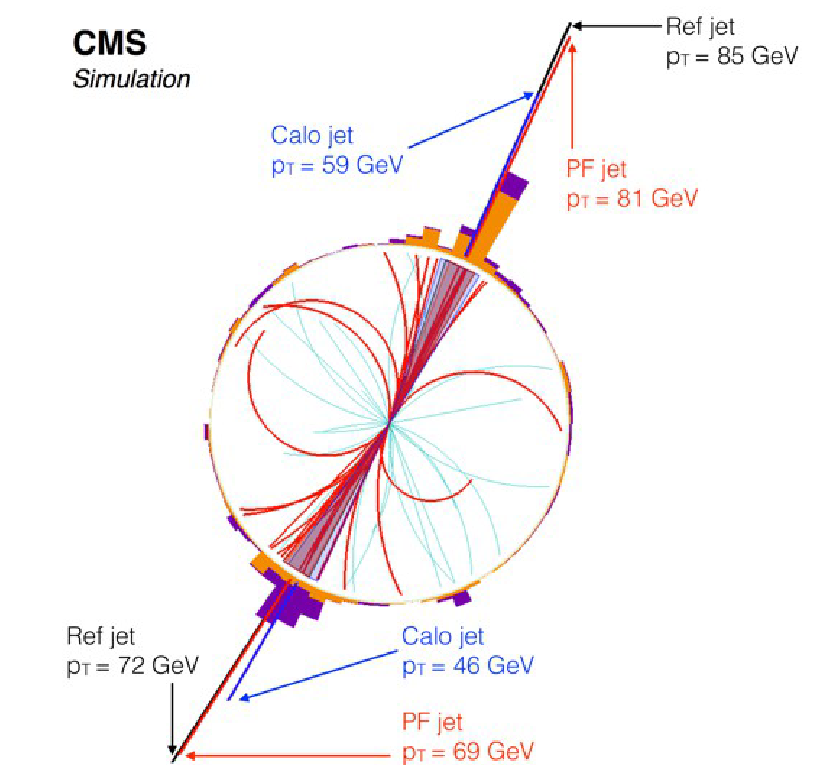 CMS
Simulation
Ref jet
pT = 85 GeV
Calo jet
pT = 59 GeV
PF jet
pT = 81 GeV
Ref jet
pT = 72 GeV
Calo jet
pT = 46 GeV
PF jet
pT = 69 GeV